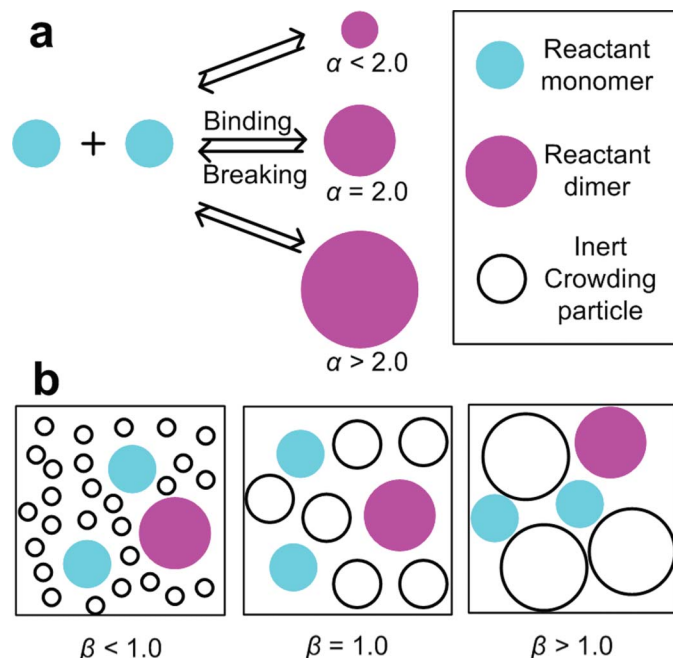 a
α < 2.0
Binding
Breaking
α = 2.0
α > 2.0
Reactant
monomer
Reactant
dimer
Inert
Crowding
particle
b
β < 1.0
β = 1.0
β > 1.0